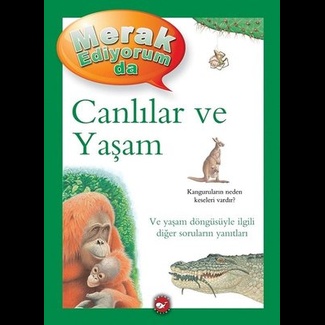 Merak
Ediyorum
da
Canlılar ve
Yaşam
Kanguruların neden
keseleri vardır?
Ve yaşam döngüsüyle ilgili
diğer soruların yanıtları